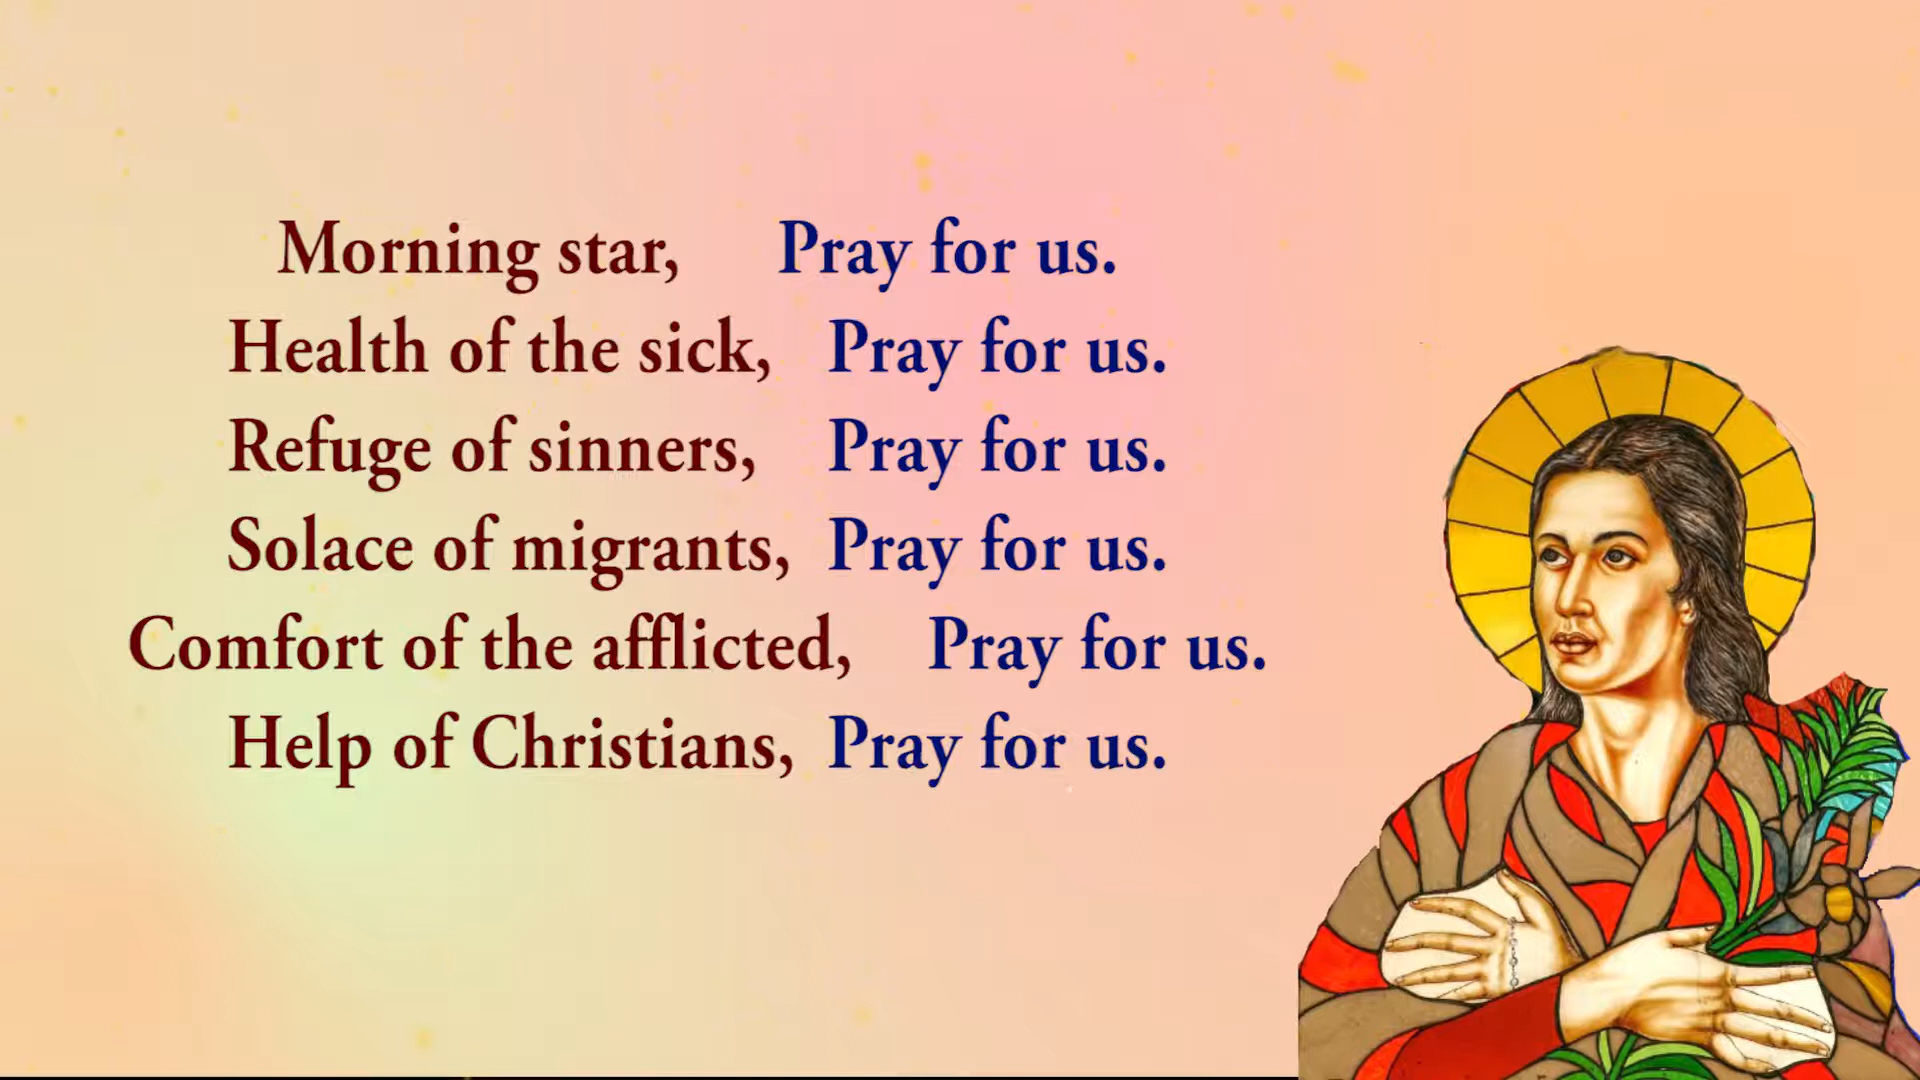 Morning star, Pray for us.
Health of the sick, Pray for us.
Refuge of sinners, Pray for us.
Solace of migrants, Pray for us.
Comfort of the afflicted, Pray for us.
Help of Christians, Pray for us.